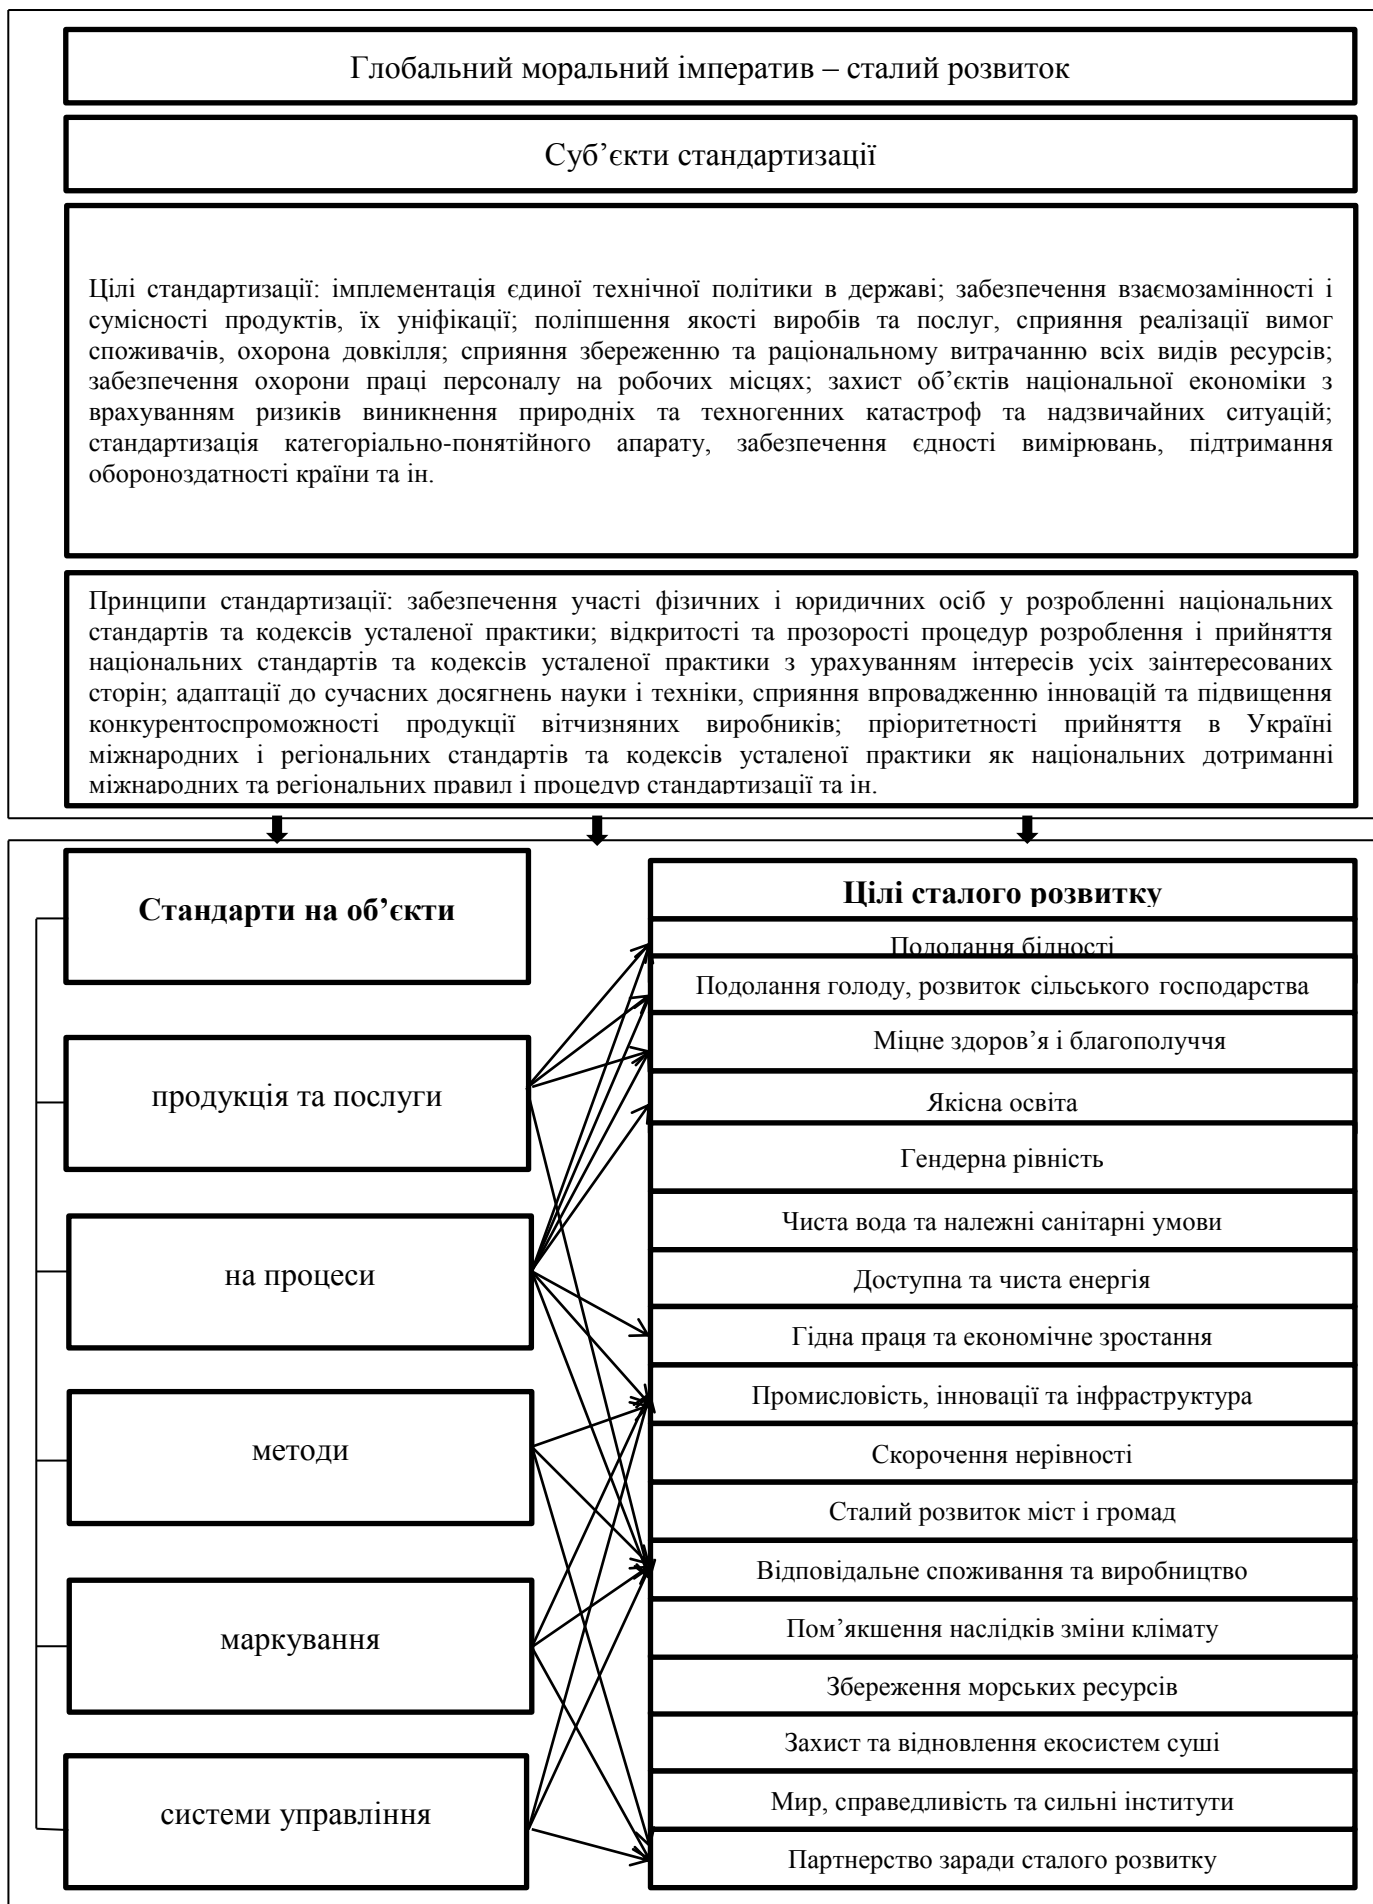 Глобальний моральний імператив – сталий розвиток
Суб’єкти стандартизації
Цілі стандартизації: імплементація єдиної технічної політики в державі; забезпечення взаємозамінності і
сумісності продуктів, їх уніфікації; поліпшення якості виробів та послуг, сприяння реалізації вимог
споживачів, охорона довкілля; сприяння збереженню та раціональному витрачанню всіх видів ресурсів;
забезпечення охорони праці персоналу на робочих місцях; захист об’єктів національної економіки з
врахуванням ризиків виникнення природніх та техногенних катастроф та надзвичайних ситуацій;
стандартизація категоріально-понятійного апарату, забезпечення єдності вимірювань, підтримання
обороноздатності країни та ін.
Принципи стандартизації: забезпечення участі фізичних і юридичних осіб у розробленні національних
стандартів та кодексів усталеної практики; відкритості та прозорості процедур розроблення і прийняття
національних стандартів та кодексів усталеної практики з урахуванням інтересів усіх заінтересованих
сторін; адаптації до сучасних досягнень науки і техніки, сприяння впровадженню інновацій та підвищення
конкурентоспроможності продукції вітчизняних виробників; пріоритетності прийняття в Україні
міжнародних і регіональних стандартів та кодексів усталеної практики як національних дотриманні
міжнародних та регіональних правил і процедур стандартизації та ін.
Стандарти на об’єкти
продукція та послуги
на процеси
методи
маркування
системи управління
Цілі сталого розвитку
Подолання бідності
Подолання голоду, розвиток сільського господарства
Міцне здоров’я і благополуччя
Якісна освіта
Гендерна рівність
Чиста вода та належні санітарні умови
Доступна та чиста енергія
Гідна праця та економічне зростання
Промисловість, інновації та інфраструктура
Скорочення нерівності
Сталий розвиток міст і громад
Відповідальне споживання та виробництво
Пом’якшення наслідків зміни клімату
Збереження морських ресурсів
Захист та відновлення екосистем суші
Мир, справедливість та сильні інститути
Партнерство заради сталого розвитку